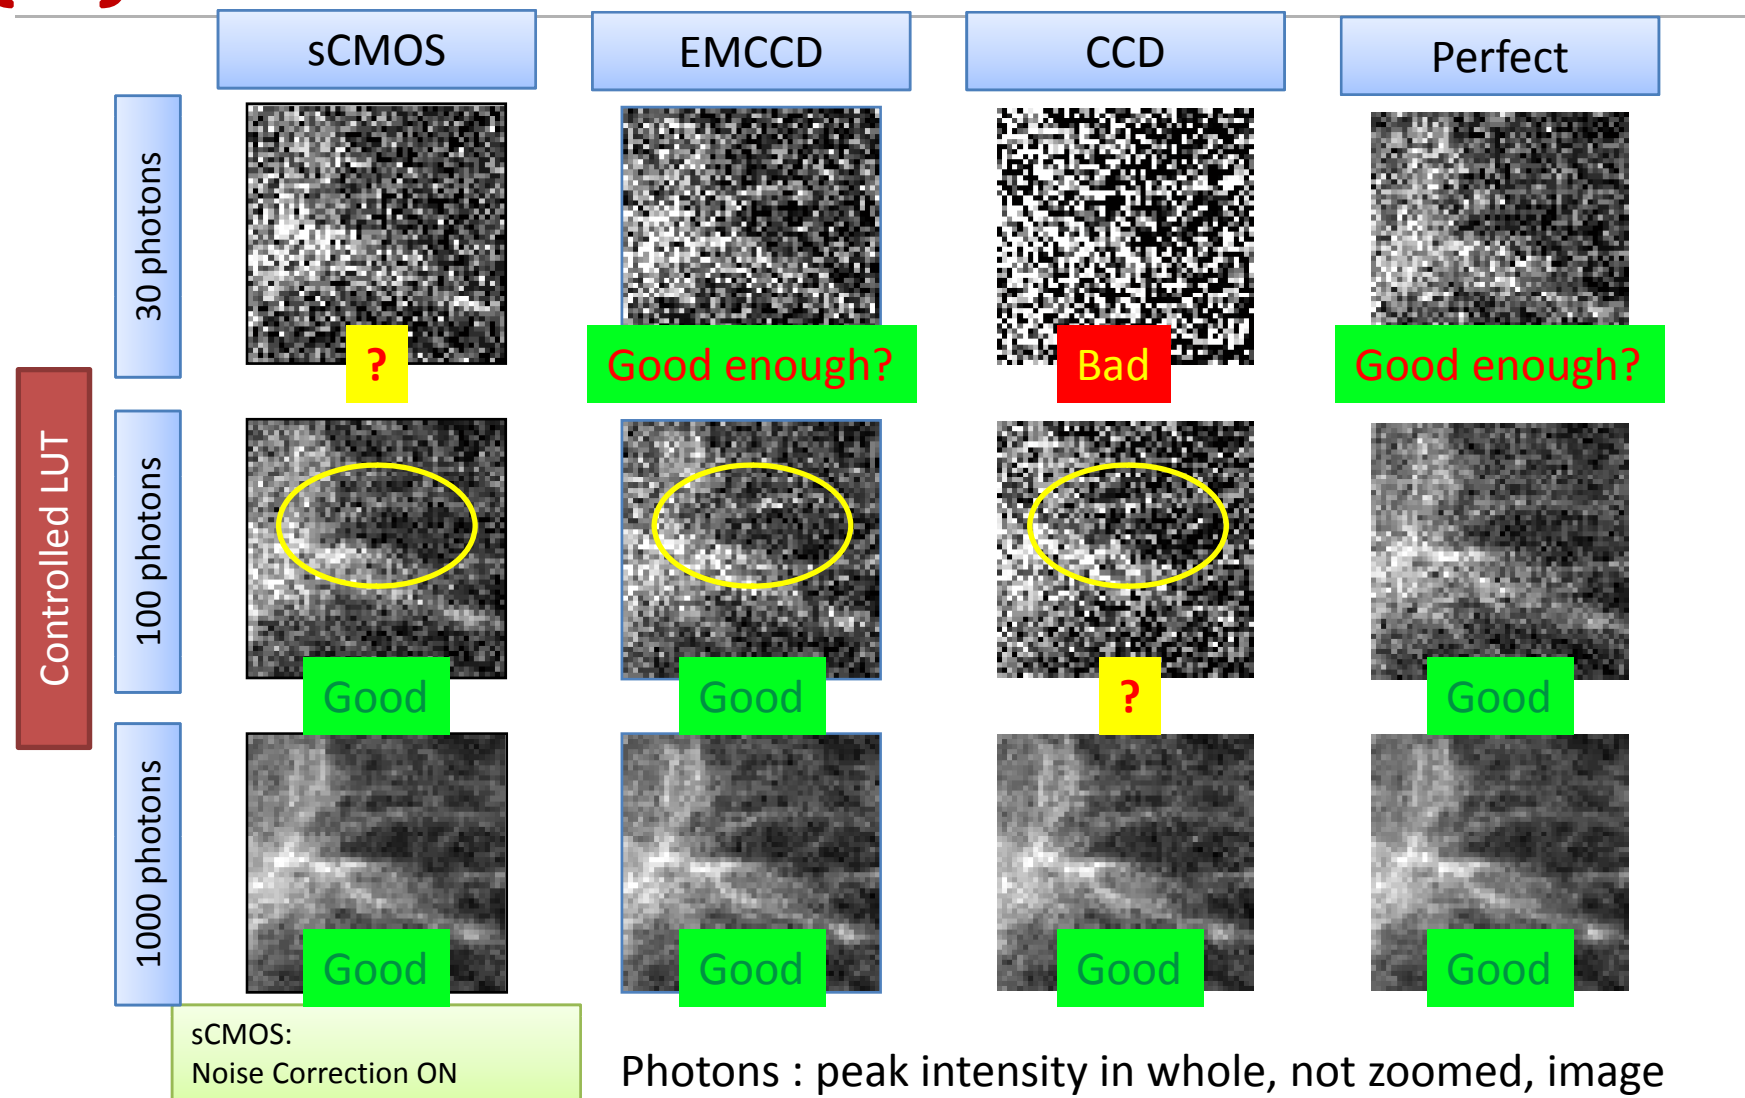 sCMOS
EMCCD
CCD
Perfect
30 photons
?
Good enough?
Bad
Good enough?
Controlled LUT
100 photons
Good
Good
?
Good
1000 photons
Good
Good
Good
Good
sCMOS:
Noise Correction ON
Photons : peak intensity in whole, not zoomed, image